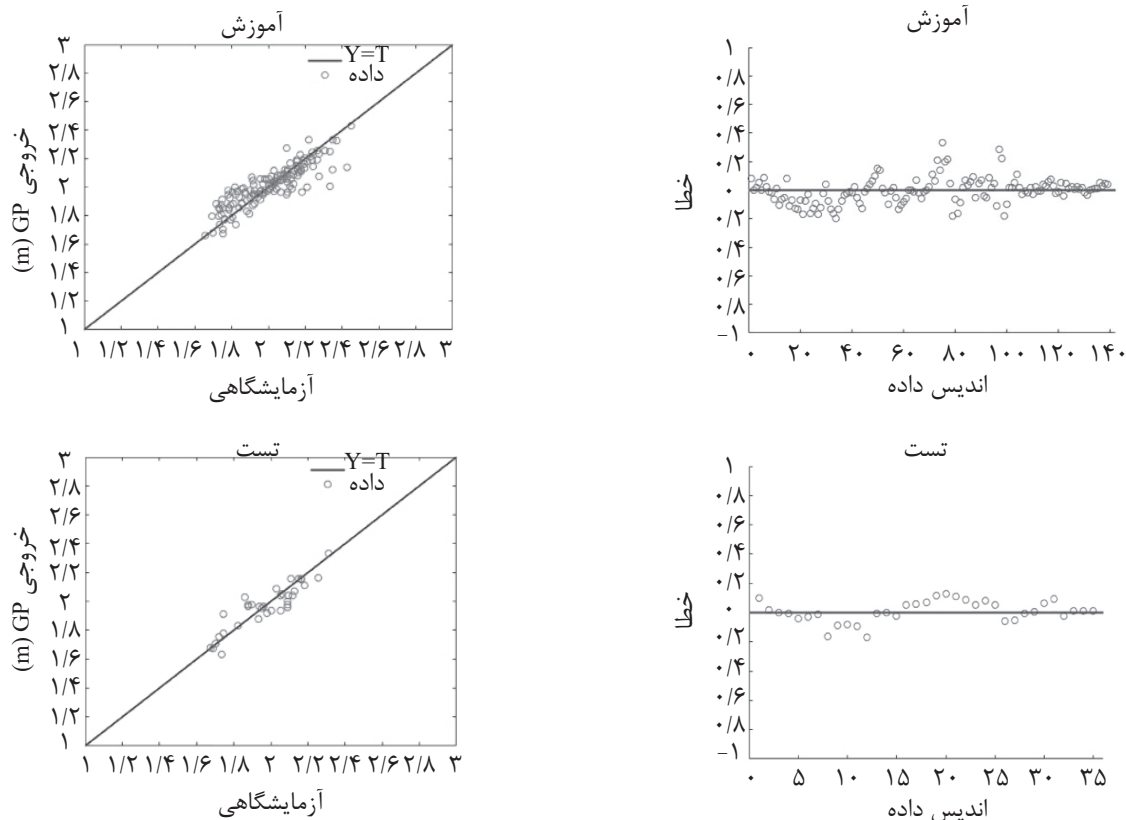 آموزش
Y=T
داده
۳
۲/۸
۲/۶
۲/۴
۲/۲
۲
۱/۸
۱/۶
۱/۴
۱/۲
۱
خروجی GP (m)
۱ ۱/۲ ۱/۴ ۱/۶ ۱/۸ ۲ ۲/۲ ۲/۴ ۲/۶ ۲/۸ ۳
آزمایشگاهی
آموزش
۱
۰/۸
۰/۶
۰/۴
۰/۲
۰
۰/۲
۰/۴
۰/۶
۰/۸
−۱
خطا
۰ ۲۰ ۴۰ ۶۰ ۸۰ ۱۰۰ ۱۲۰ ۱۴۰
اندیس داده
تست
Y=T
داده
۳
۲/۸
۲/۶
۲/۴
۲/۲
۲
۱/۸
۱/۶
۱/۴
۱/۲
۱
خروجی GP (m)
۱ ۱/۲ ۱/۴ ۱/۶ ۱/۸ ۲ ۲/۲ ۲/۴ ۲/۶ ۲/۸ ۳
آزمایشگاهی
تست
۱
۰/۸
۰/۶
۰/۴
۰/۲
۰
۰/۲
۰/۴
۰/۶
۰/۸
−۱
خطا
۰ ۵ ۱۰ ۱۵ ۲۰ ۲۵ ۳۰ ۳۵
اندیس داده